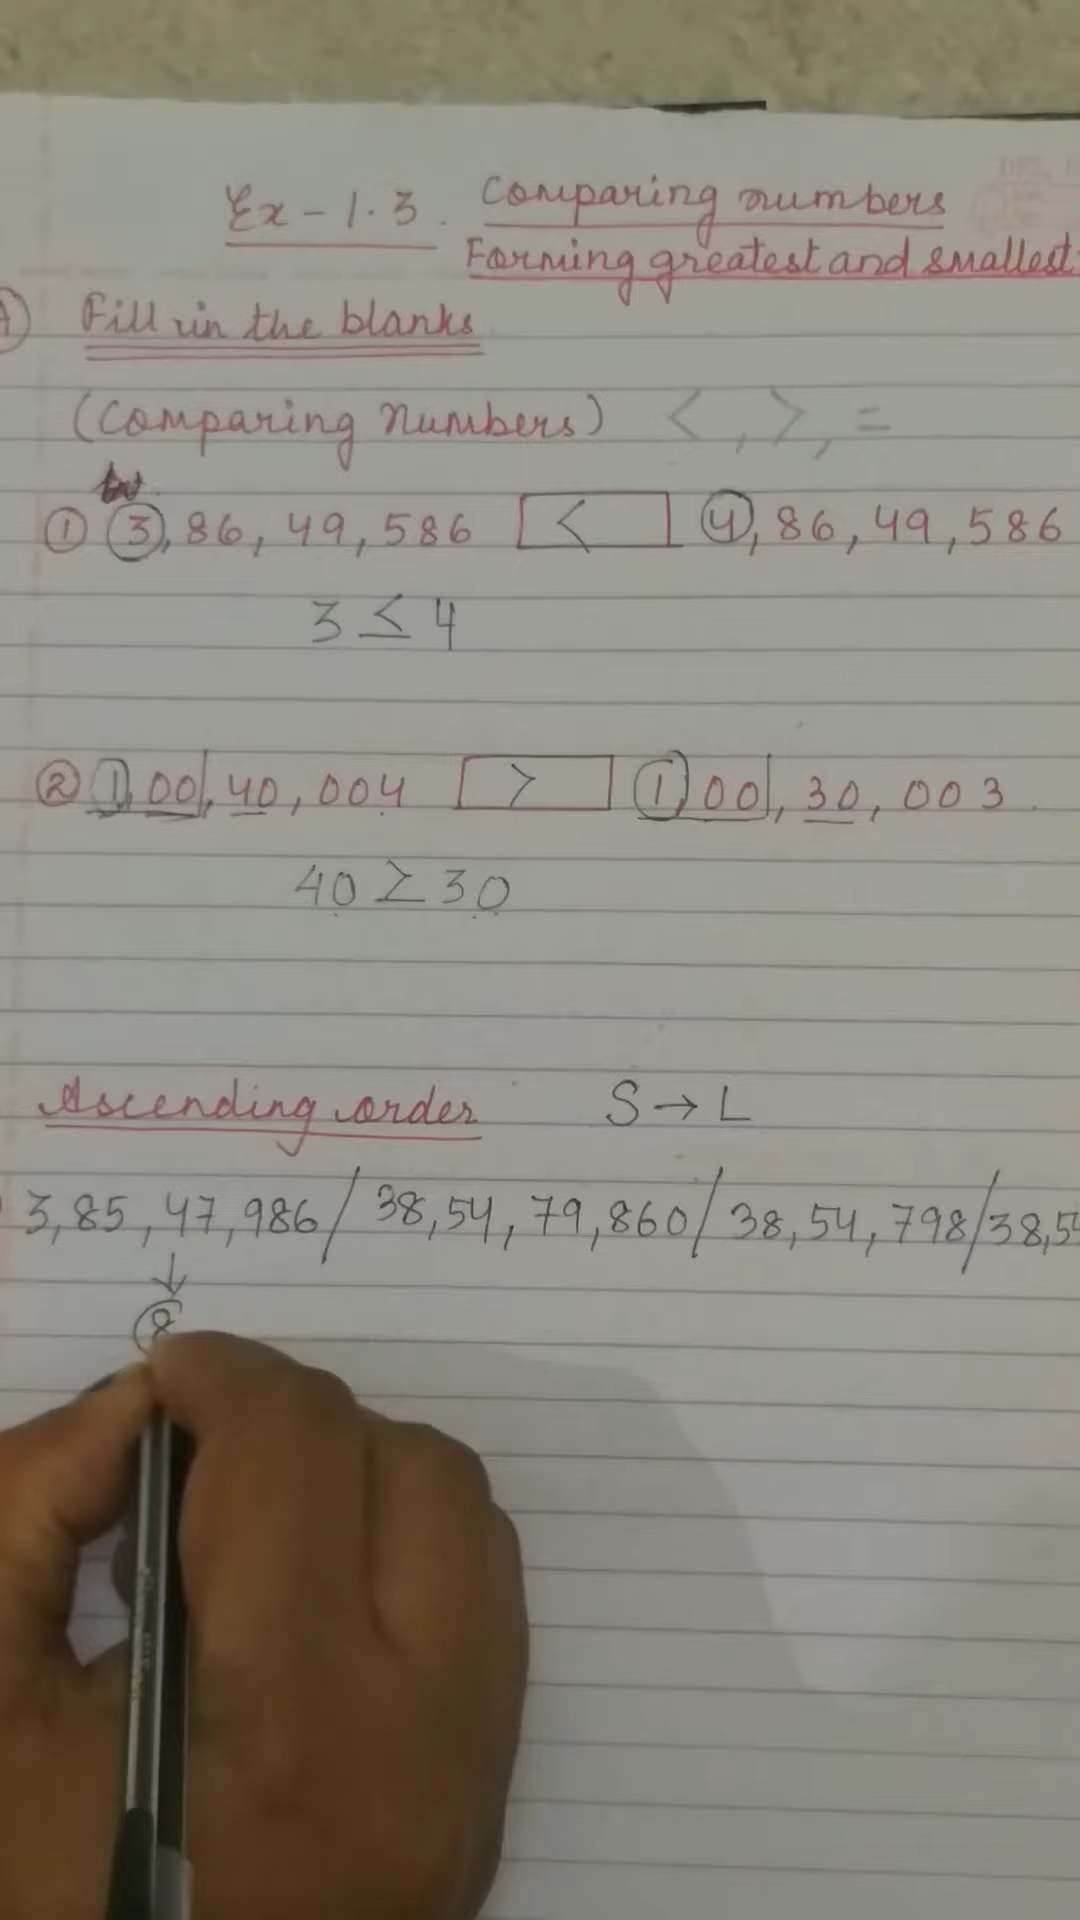 Ex - 1.3. Comparing numbers
Forming greatest and smallest
A) Fill in the blanks
(Comparing Numbers) <, >, =
① 3,86,49,586 < 4,86,49,586
3 < 4
② 1,00,40,004 > 1,00,30,003
40 > 30
Ascending order S → L
3,85,47,986 / 38,54,79,860 / 38,54,798 / 38,54
↓
8